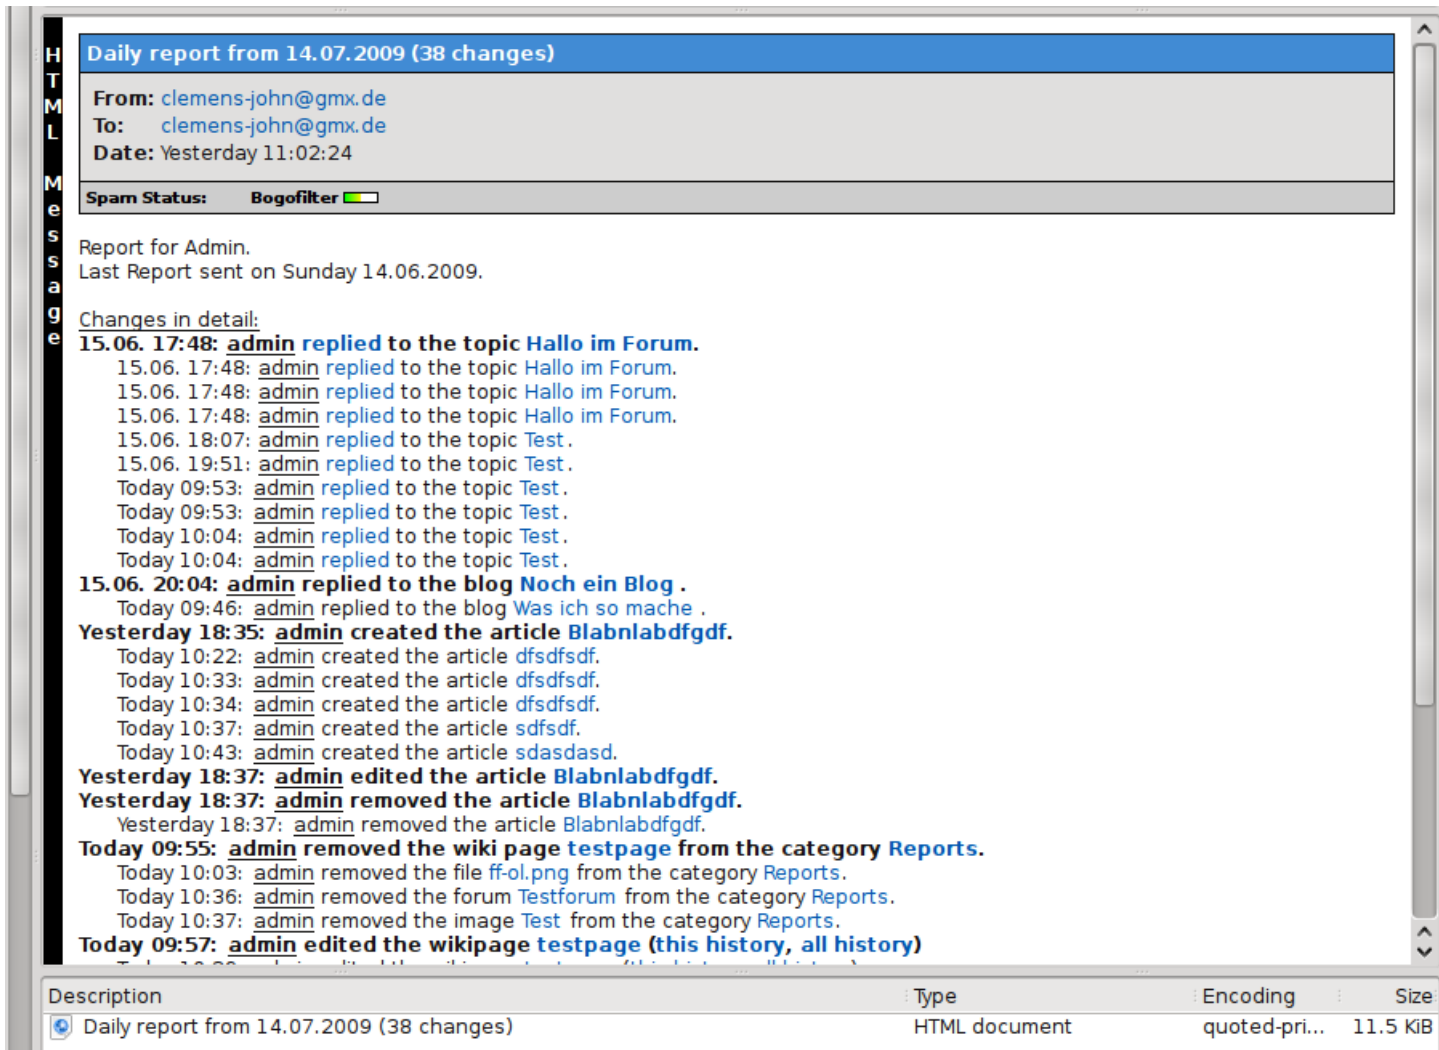 HTML Message
Daily report from 14.07.2009 (38 changes)
From: clemens-john@gmx.de
To: clemens-john@gmx.de
Date: Yesterday 11:02:24
Spam Status: Bogofilter
Report for Admin.
Last Report sent on Sunday 14.06.2009.
Changes in detail:
15.06. 17:48: admin replied to the topic Hallo im Forum.
15.06. 17:48: admin replied to the topic Hallo im Forum.
15.06. 17:48: admin replied to the topic Hallo im Forum.
15.06. 17:48: admin replied to the topic Hallo im Forum.
15.06. 18:07: admin replied to the topic Test.
15.06. 19:51: admin replied to the topic Test.
Today 09:53: admin replied to the topic Test.
Today 09:53: admin replied to the topic Test.
Today 10:04: admin replied to the topic Test.
Today 10:04: admin replied to the topic Test.
15.06. 20:04: admin replied to the blog Noch ein Blog .
Today 09:46: admin replied to the blog Was ich so mache .
Yesterday 18:35: admin created the article Blabnlabdfgdf.
Today 10:22: admin created the article dfsdfsdf.
Today 10:33: admin created the article dfsdfsdf.
Today 10:34: admin created the article dfsdfsdf.
Today 10:37: admin created the article sdfsdf.
Today 10:43: admin created the article sdasdasd.
Yesterday 18:37: admin edited the article Blabnlabdfgdf.
Yesterday 18:37: admin removed the article Blabnlabdfgdf.
Yesterday 18:37: admin removed the article Blabnlabdfgdf.
Today 09:55: admin removed the wiki page testpage from the category Reports.
Today 10:03: admin removed the file ff-ol.png from the category Reports.
Today 10:36: admin removed the forum Testforum from the category Reports.
Today 10:37: admin removed the image Test from the category Reports.
Today 09:57: admin edited the wikipage testpage (this history, all history)
Description Type Encoding Size
Daily report from 14.07.2009 (38 changes) HTML document quoted-pri... 11.5 KiB